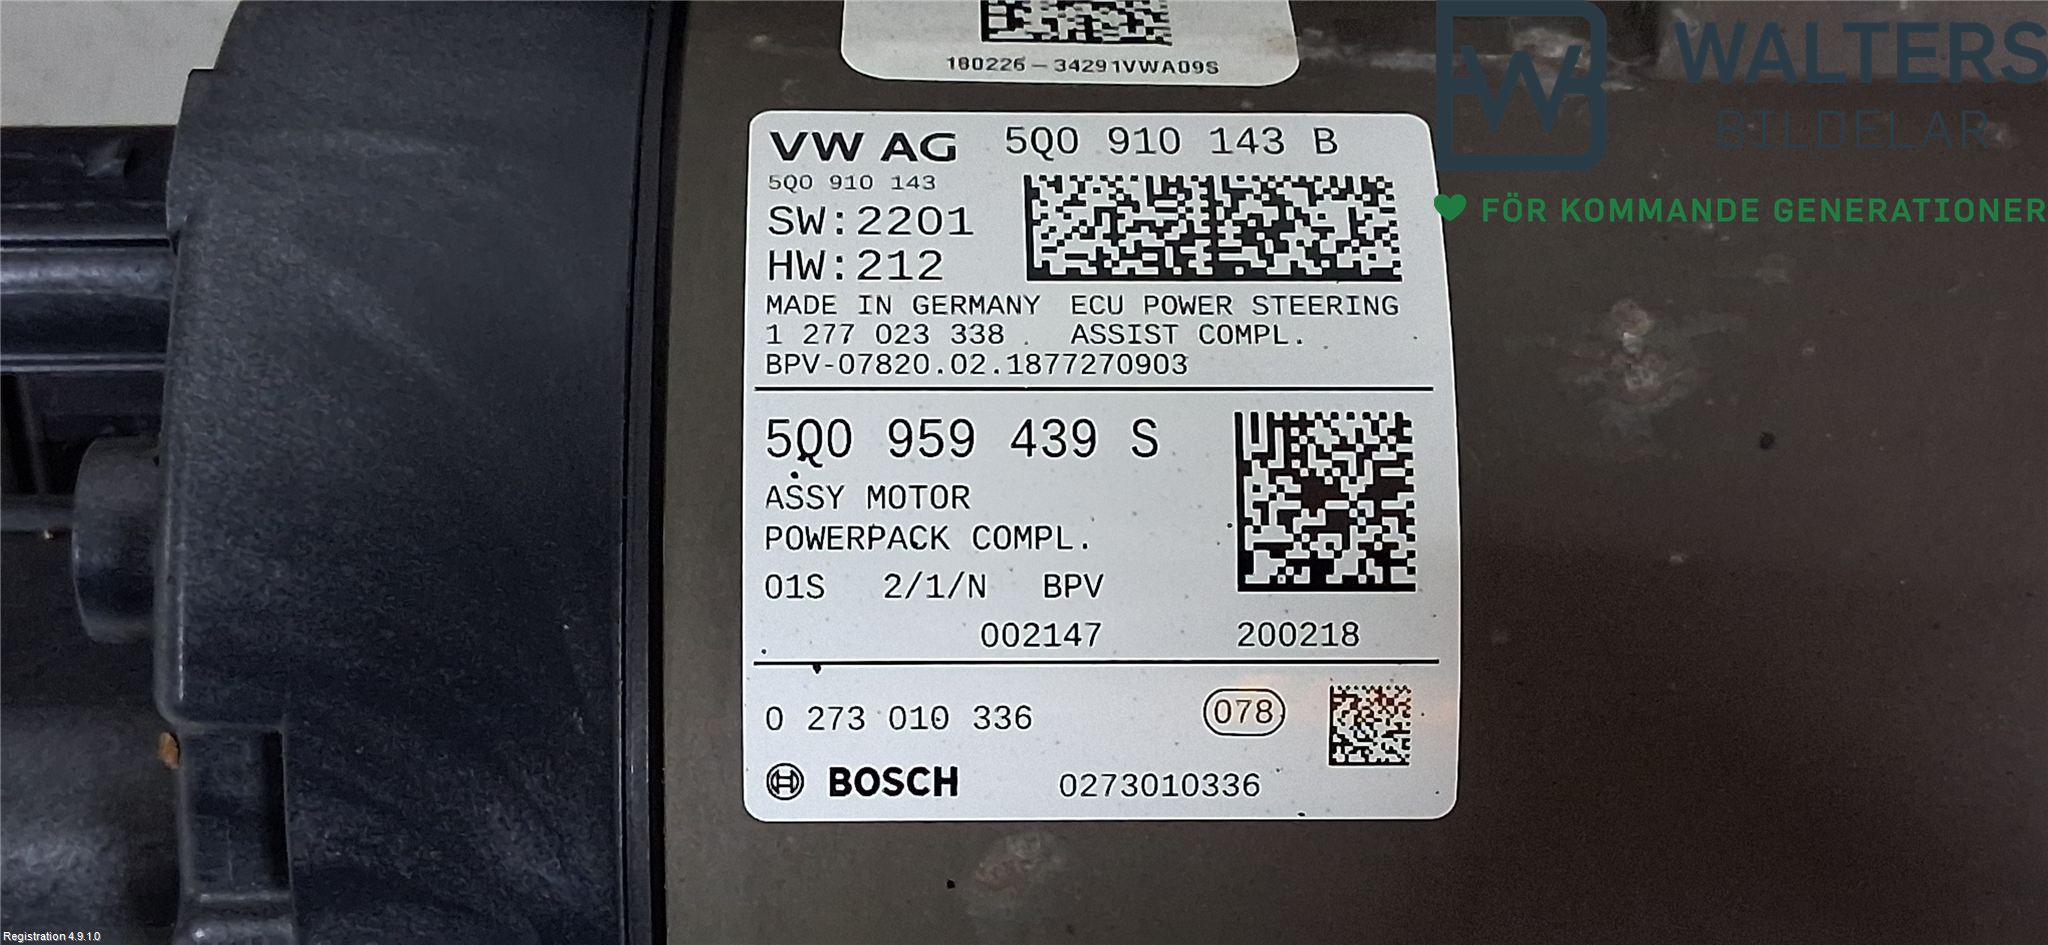 180226-34291VWA09S
WALTERS
BILDELAR
FÖR KOMMANDE GENERATIONER
VW AG 5Q0 910 143 B
5Q0 910 143
SW:2201
HW:212
MADE IN GERMANY ECU POWER STEERING
1 277 023 338 ASSIST COMPL.
BPV-07820.02.1877270903
5Q0 959 439 S
ASSY MOTOR
POWERPACK COMPL.
01S 2/1/N BPV
002147 200218
0 273 010 336 078
BOSCH 0273010336
Registration 4.9.1.0